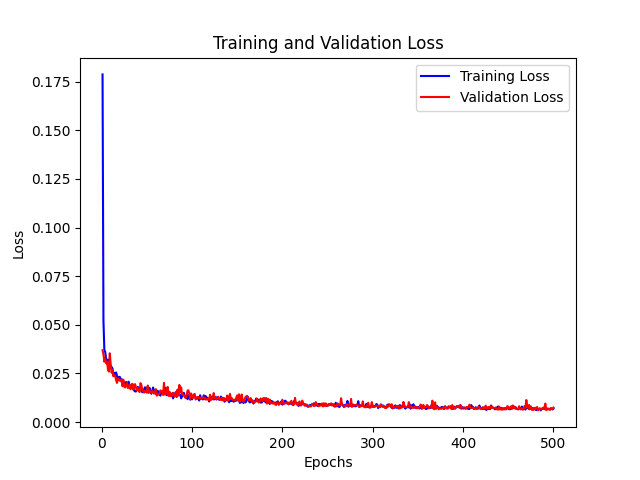 Training and Validation Loss
Training Loss
Validation Loss
Loss
0.175
0.150
0.125
0.100
0.075
0.050
0.025
0.000
0 100 200 300 400 500
Epochs